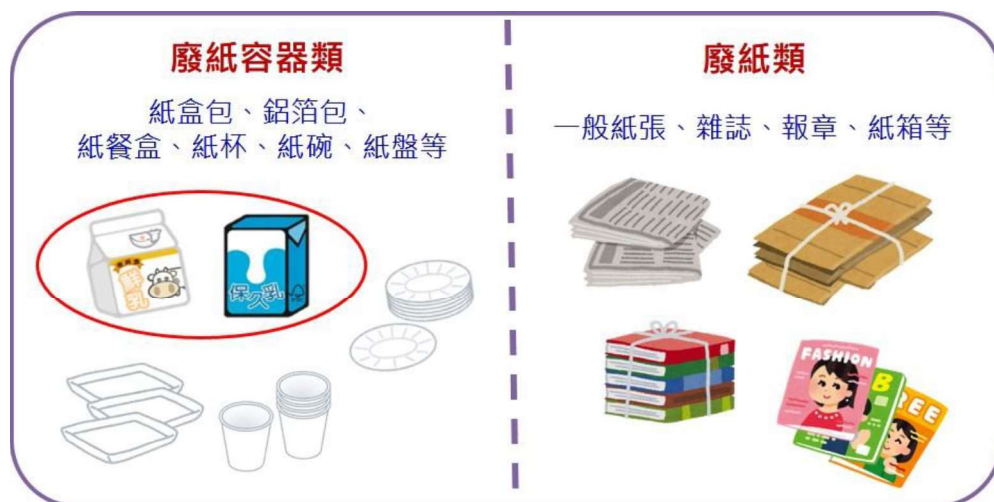 廢紙容器類
紙盒包、鋁箔包、
紙餐盒、紙杯、紙碗、紙盤等
鮮乳
保久乳
廢紙類
一般紙張、雜誌、報章、紙箱等
FASHION
B
REE